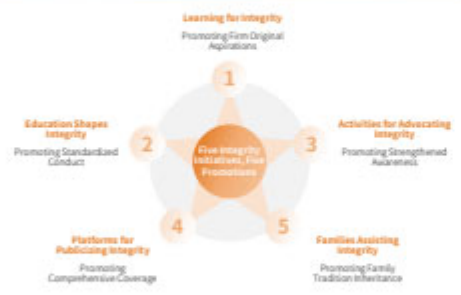 Learning for Integrity
Promoting Firm Original
Aspirations
1
Education Shapes
Integrity
Promoting Standardized
Conduct
2
Five Integrity
Initiatives, Five
Promotions
3
Activities for Advocating
Integrity
Promoting Strengthened
Awareness
4
Platforms for
Publicizing Integrity
Promoting
Comprehensive Coverage
5
Families Assisting
Integrity
Promoting Family
Tradition Inheritance